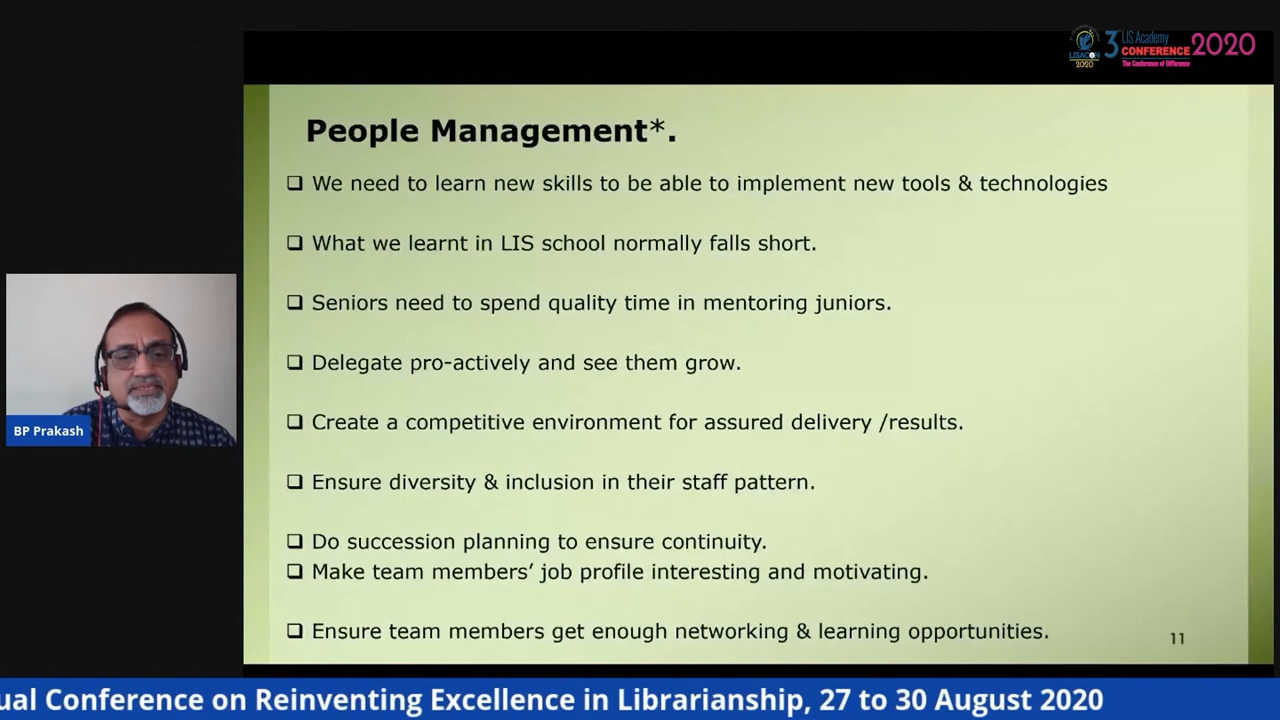 LISACON
2020
3
LIS Academy
CONFERENCE
The Conference of Difference
2020
People Management*.
We need to learn new skills to be able to implement new tools & technologies
What we learnt in LIS school normally falls short.
Seniors need to spend quality time in mentoring juniors.
Delegate pro-actively and see them grow.
Create a competitive environment for assured delivery /results.
Ensure diversity & inclusion in their staff pattern.
Do succession planning to ensure continuity.
Make team members’ job profile interesting and motivating.
Ensure team members get enough networking & learning opportunities.
11
BP Prakash
ual Conference on Reinventing Excellence in Librarianship, 27 to 30 August 2020